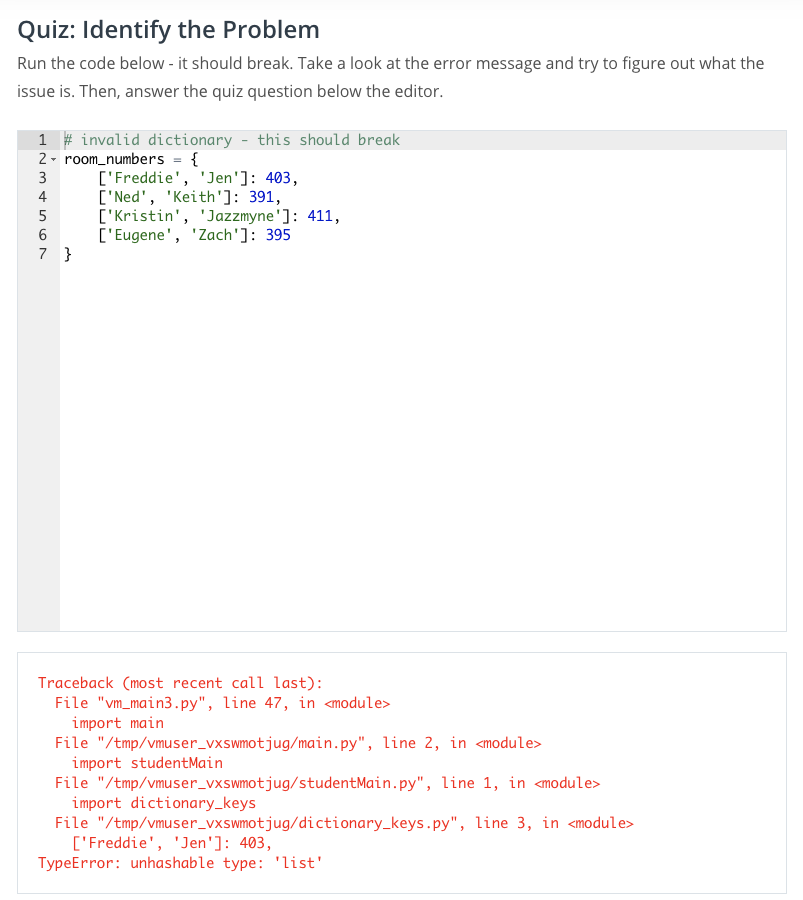 Quiz: Identify the Problem
Run the code below - it should break. Take a look at the error message and try to figure out what the
issue is. Then, answer the quiz question below the editor.
1 # invalid dictionary - this should break
2 room_numbers = {
3     ['Freddie', 'Jen']: 403,
4     ['Ned', 'Keith']: 391,
5     ['Kristin', 'Jazzmyne']: 411,
6     ['Eugene', 'Zach']: 395
7 }
Traceback (most recent call last):
  File "vm_main3.py", line 47, in <module>
    import main
  File "/tmp/vmuser_vxswmotjug/main.py", line 2, in <module>
    import studentMain
  File "/tmp/vmuser_vxswmotjug/studentMain.py", line 1, in <module>
    import dictionary_keys
  File "/tmp/vmuser_vxswmotjug/dictionary_keys.py", line 3, in <module>
    ['Freddie', 'Jen']: 403,
TypeError: unhashable type: 'list'